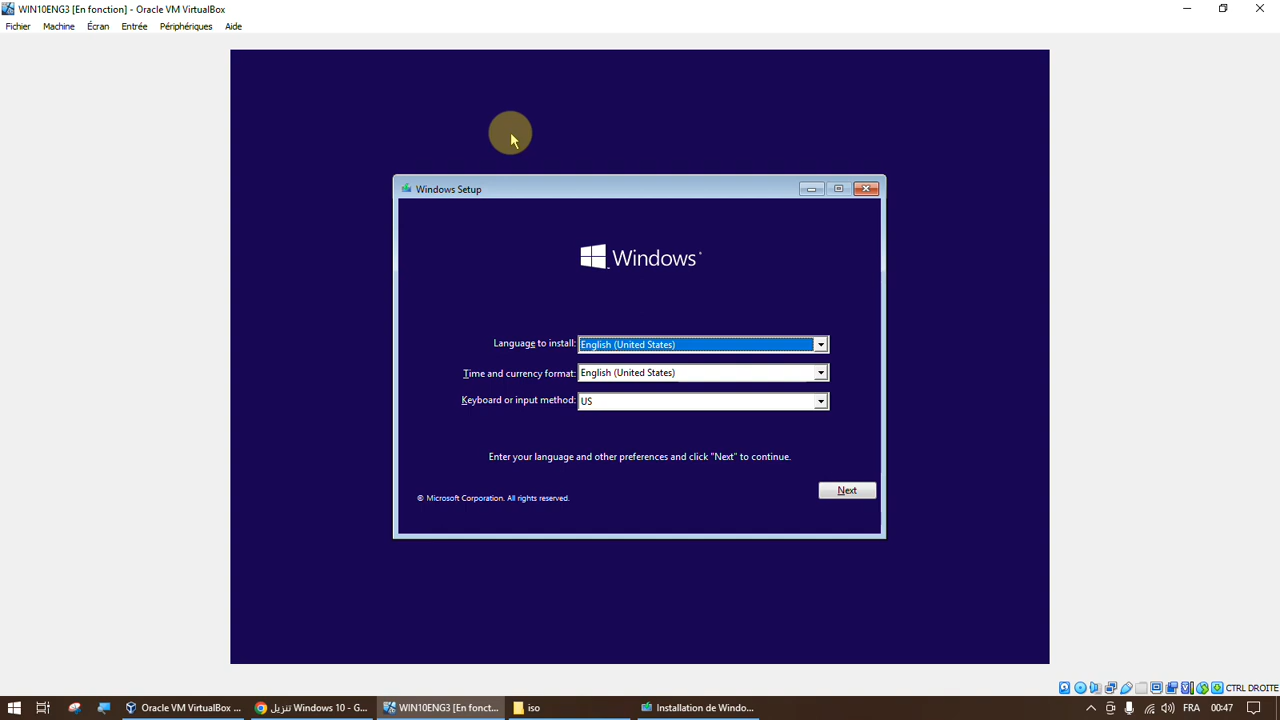 WIN10ENG3 [En fonction] - Oracle VM VirtualBox
Fichier Machine Écran Entrée Périphériques Aide
Windows Setup
Windows
Language to install: English (United States)
Time and currency format: English (United States)
Keyboard or input method: US
Enter your language and other preferences and click "Next" to continue.
Next
© Microsoft Corporation. All rights reserved.
CTRL DROITE
Oracle VM VirtualBox ... تنزيل Windows 10 - G... WIN10ENG3 [En fonct... iso Installation de Windo... FRA 00:47